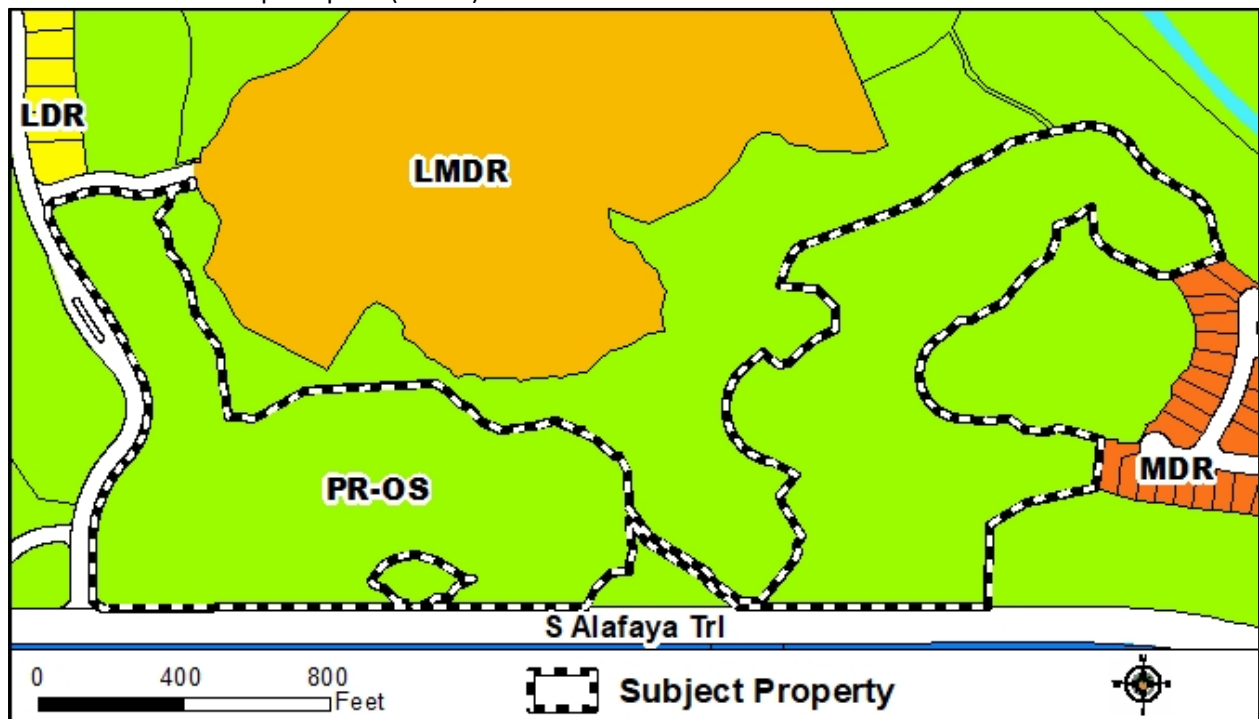 LDR
LMDR
PR-OS
MDR
S Alafaya Trl
0 400 800
Feet
Subject Property